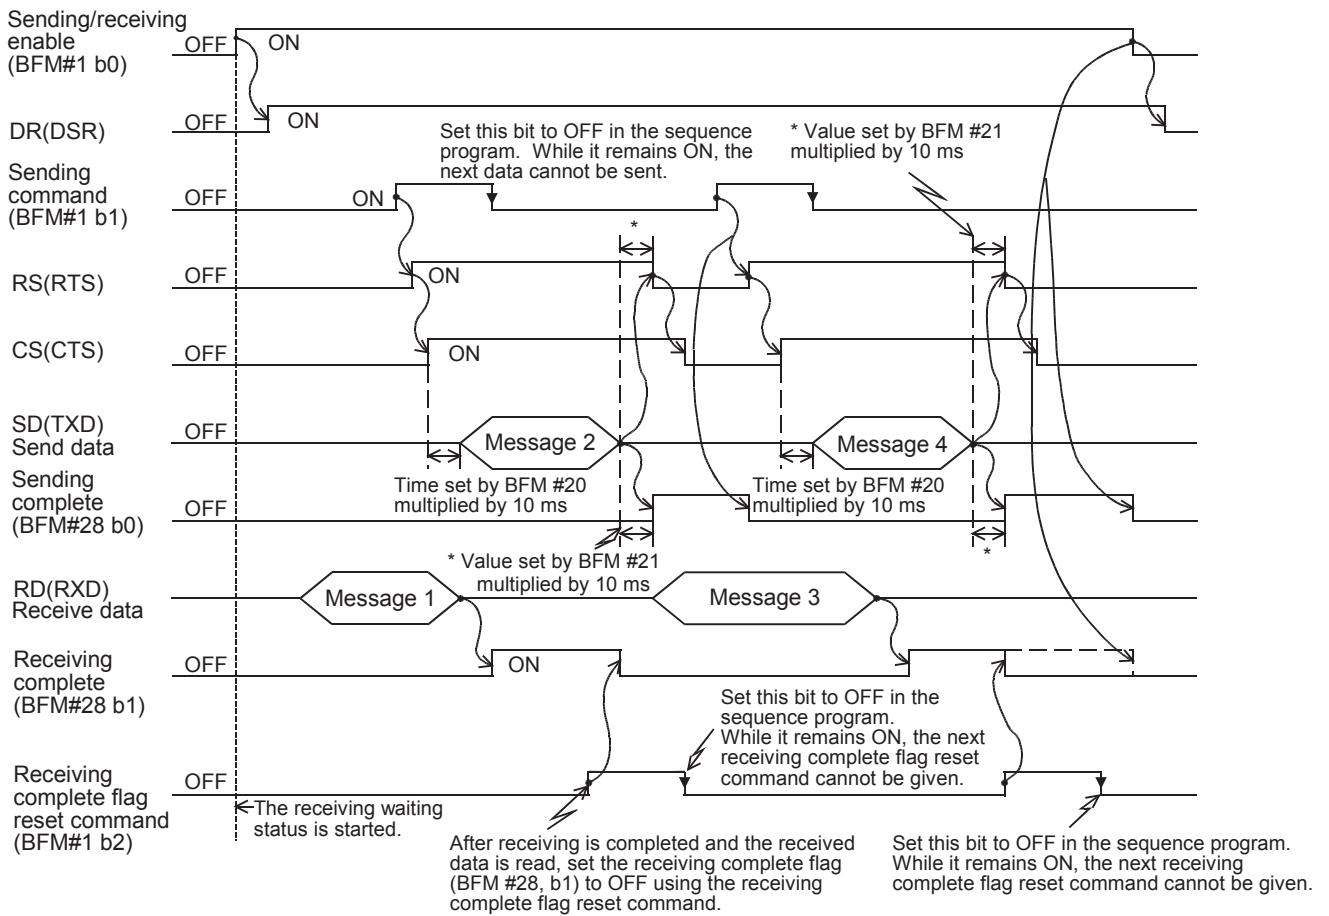 Sending/receiving
enable
(BFM#1 b0)
OFF
ON
DR(DSR)
OFF
ON
Set this bit to OFF in the sequence
program. While it remains ON, the
next data cannot be sent.
* Value set by BFM #21
multiplied by 10 ms
Sending
command
(BFM#1 b1)
OFF
ON
*
RS(RTS)
OFF
ON
CS(CTS)
OFF
ON
SD(TXD)
Send data
OFF
Message 2
Message 4
Sending
complete
(BFM#28 b0)
OFF
Time set by BFM #20
multiplied by 10 ms
Time set by BFM #20
multiplied by 10 ms
* Value set by BFM #21
multiplied by 10 ms
*
RD(RXD)
Receive data
Message 1
Message 3
Receiving
complete
(BFM#28 b1)
OFF
ON
Set this bit to OFF in the
sequence program.
While it remains ON, the next
receiving complete flag reset
command cannot be given.
Receiving
complete flag
reset command
(BFM#1 b2)
OFF
The receiving waiting
status is started.
After receiving is completed and the received
data is read, set the receiving complete flag
(BFM #28, b1) to OFF using the receiving
complete flag reset command.
Set this bit to OFF in the sequence program.
While it remains ON, the next receiving
complete flag reset command cannot be given.